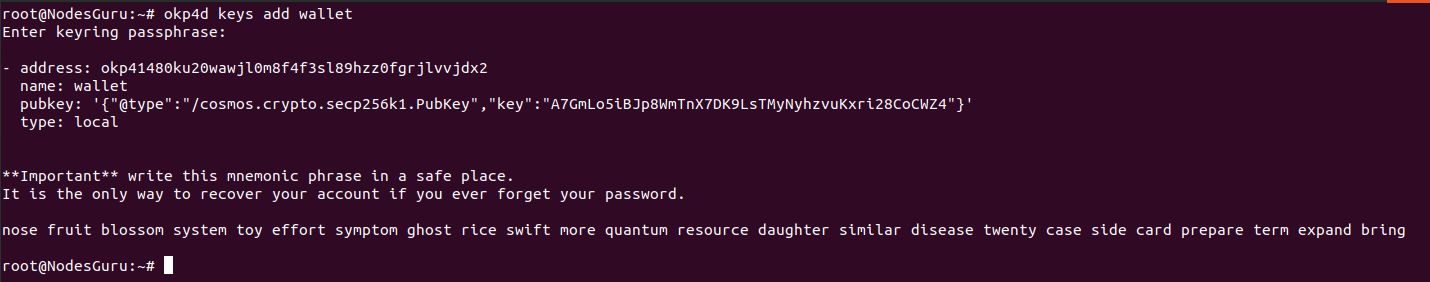 root@NodesGuru:~# okp4d keys add wallet
Enter keyring passphrase:
- address: okp41480ku20wawjl0m8f4f3sl89hzz0fgrjlvvjdx2
name: wallet
pubkey: '{"@type":"/cosmos.crypto.secp256k1.PubKey","key":"A7GmLo5iBJp8WmTnX7DK9LsTMyNyhzvuKxri28CoCWZ4"}'
type: local
**Important** write this mnemonic phrase in a safe place.
It is the only way to recover your account if you ever forget your password.
nose fruit blossom system toy effort symptom ghost rice swift more quantum resource daughter similar disease twenty case side card prepare term expand bring
root@NodesGuru:~#